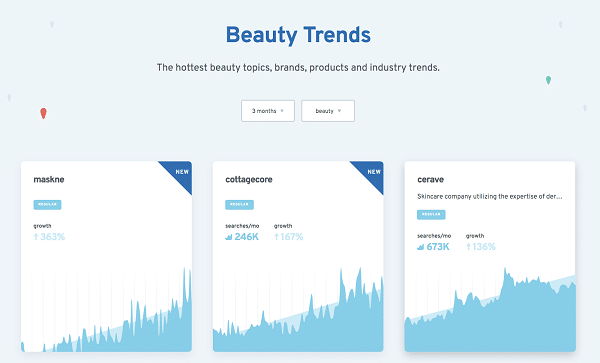 Beauty Trends
The hottest beauty topics, brands, products and industry trends.
3 months
beauty
NEW
maskne
REGULAR
growth
363%
NEW
cottagecore
REGULAR
searches/mo growth
246K 167%
cerave
Skincare company utilizing the expertise of der...
REGULAR
searches/mo growth
673K 136%